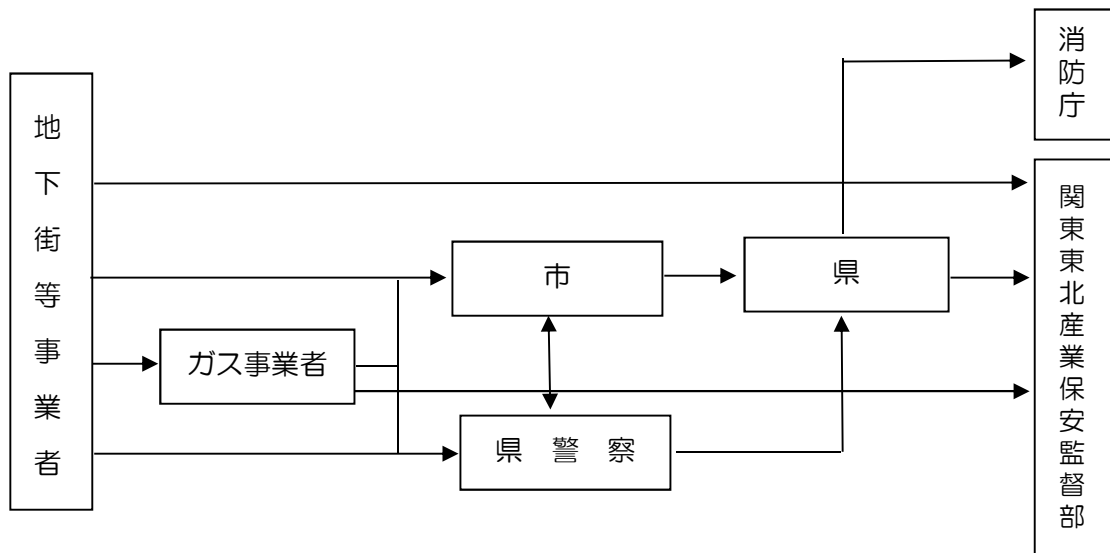 地下街等事業者
ガス事業者
市
県警察
県
消防庁
関東東北産業保安監督部